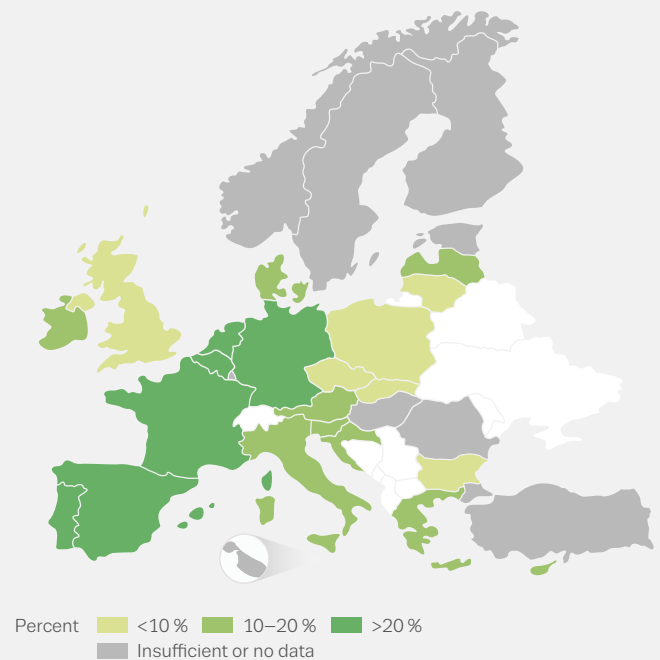 Percent <10 % 10–20 % >20 %
Insufficient or no data